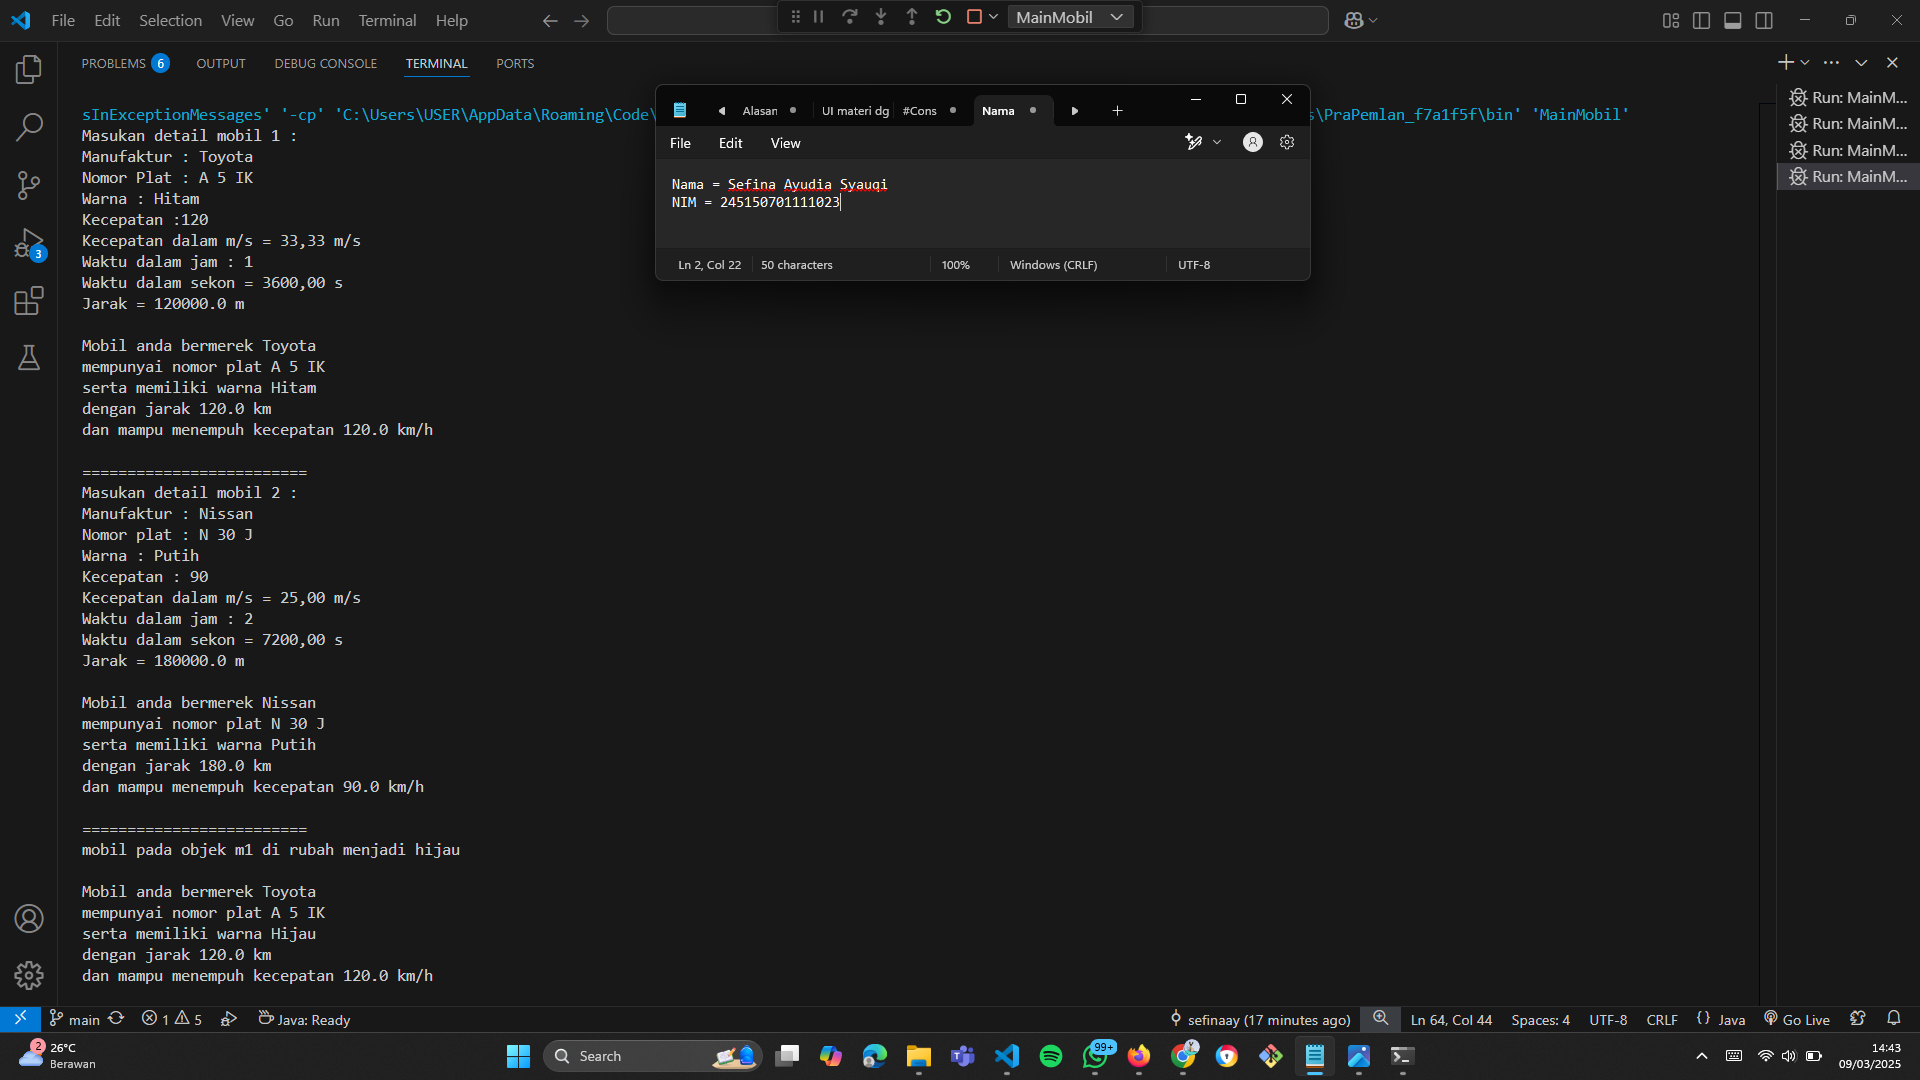 File Edit Selection View Go Run Terminal Help
MainMobil
PROBLEMS 6 OUTPUT DEBUG CONSOLE TERMINAL PORTS
sInExceptionMessages' '-cp' 'C:\Users\USER\AppData\Roaming\Code\
s\PraPemlan_f7a1f5f\bin' 'MainMobil'
Masukan detail mobil 1 :
Manufaktur : Toyota
Nomor Plat : A 5 IK
Warna : Hitam
Kecepatan :120
Kecepatan dalam m/s = 33,33 m/s
Waktu dalam jam : 1
Waktu dalam sekon = 3600,00 s
Jarak = 120000.0 m
Mobil anda bermerek Toyota
mempunyai nomor plat A 5 IK
serta memiliki warna Hitam
dengan jarak 120.0 km
dan mampu menempuh kecepatan 120.0 km/h
=========================
Masukan detail mobil 2 :
Manufaktur : Nissan
Nomor plat : N 30 J
Warna : Putih
Kecepatan : 90
Kecepatan dalam m/s = 25,00 m/s
Waktu dalam jam : 2
Waktu dalam sekon = 7200,00 s
Jarak = 180000.0 m
Mobil anda bermerek Nissan
mempunyai nomor plat N 30 J
serta memiliki warna Putih
dengan jarak 180.0 km
dan mampu menempuh kecepatan 90.0 km/h
=========================
mobil pada objek m1 di rubah menjadi hijau
Mobil anda bermerek Toyota
mempunyai nomor plat A 5 IK
serta memiliki warna Hijau
dengan jarak 120.0 km
dan mampu menempuh kecepatan 120.0 km/h
Alasan UI materi dg #Cons Nama
File Edit View
Nama = Sefina Ayudia Syauqi
NIM = 245150701111023
Ln 2, Col 22 50 characters 100% Windows (CRLF) UTF-8
Run: MainM...
Run: MainM...
Run: MainM...
Run: MainM...
3
main 1 5 Java: Ready sefinaay (17 minutes ago) Ln 64, Col 44 Spaces: 4 UTF-8 CRLF {} Java Go Live
2
26°C
Berawan
Search
99+
14:43
09/03/2025